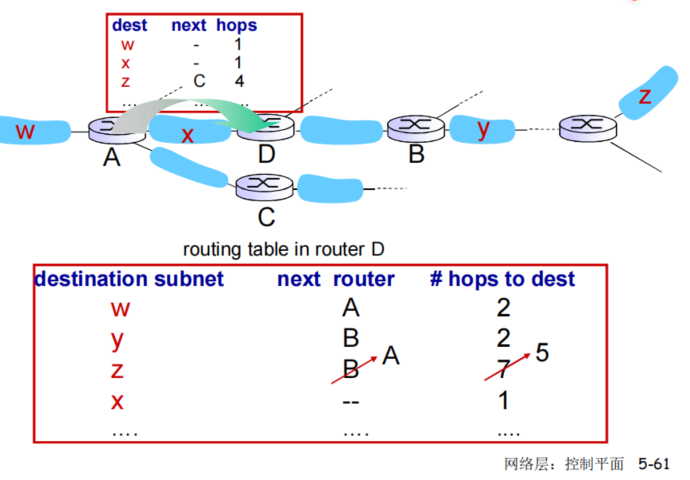 dest next hops
w - 1
x - 1
z C 4
.... ....
w A x D B y z
C
routing table in router D
destination subnet next router # hops to dest
w A 2
y B 2
z B A 7 5
x -- 1
.... .... ....
网络层：控制平面 5-61